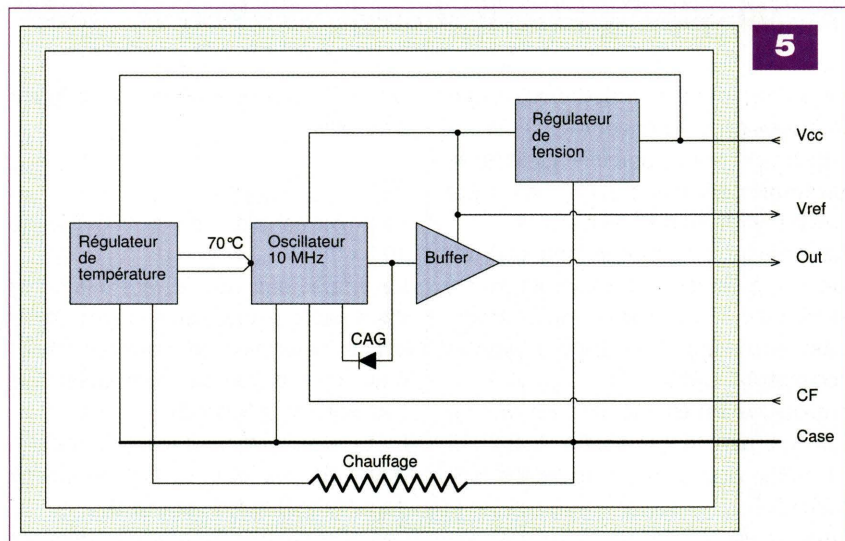 5
Régulateur
de
tension
Vcc
Vref
Régulateur
de
température
70°C
Oscillateur
10 MHz
Buffer
Out
CAG
CF
Case
Chauffage